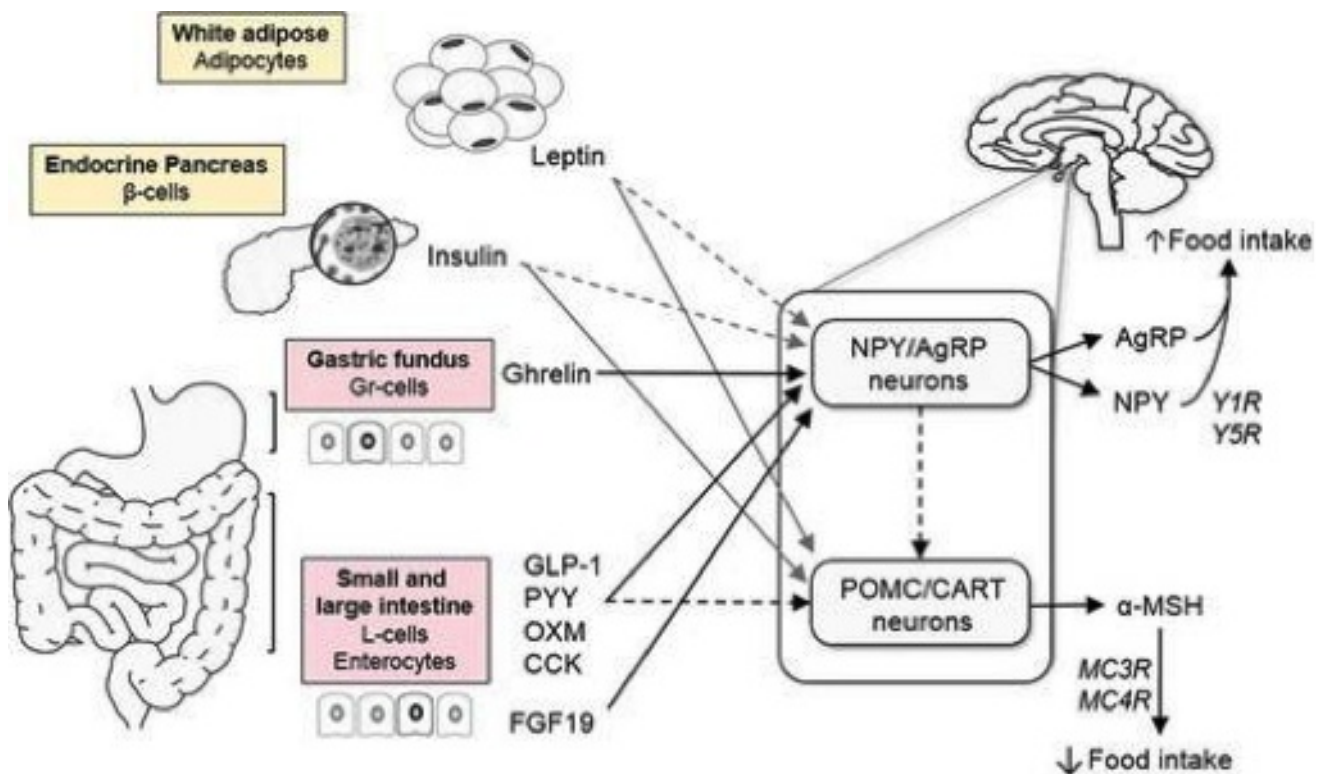 White adipose
Adipocytes
Leptin
Endocrine Pancreas
β-cells
Insulin
Gastric fundus
Gr-cells
Ghrelin
Small and
large intestine
L-cells
Enterocytes
GLP-1
PYY
OXM
CCK
FGF19
NPY/AgRP
neurons
POMC/CART
neurons
↑Food intake
AgRP
NPY
Y1R
Y5R
α-MSH
MC3R
MC4R
↓ Food intake